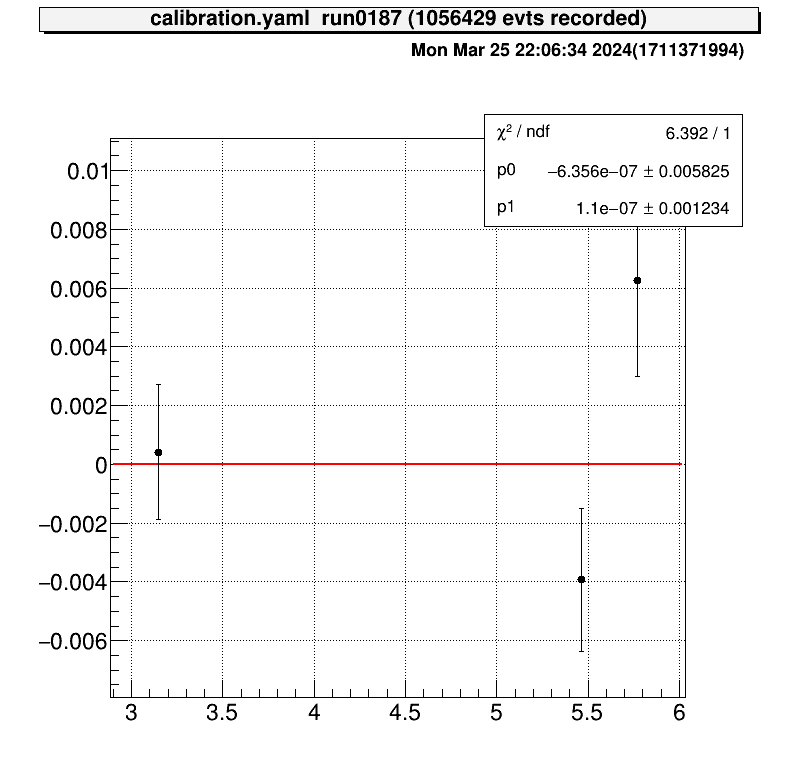 calibration.yaml run0187 (1056429 evts recorded)
Mon Mar 25 22:06:34 2024(1711371994)
χ² / ndf 6.392 / 1
p0 −6.356e−07 ± 0.005825
p1 1.1e−07 ± 0.001234
0.01
0.008
0.006
0.004
0.002
0
−0.002
−0.004
−0.006
3 3.5 4 4.5 5 5.5 6